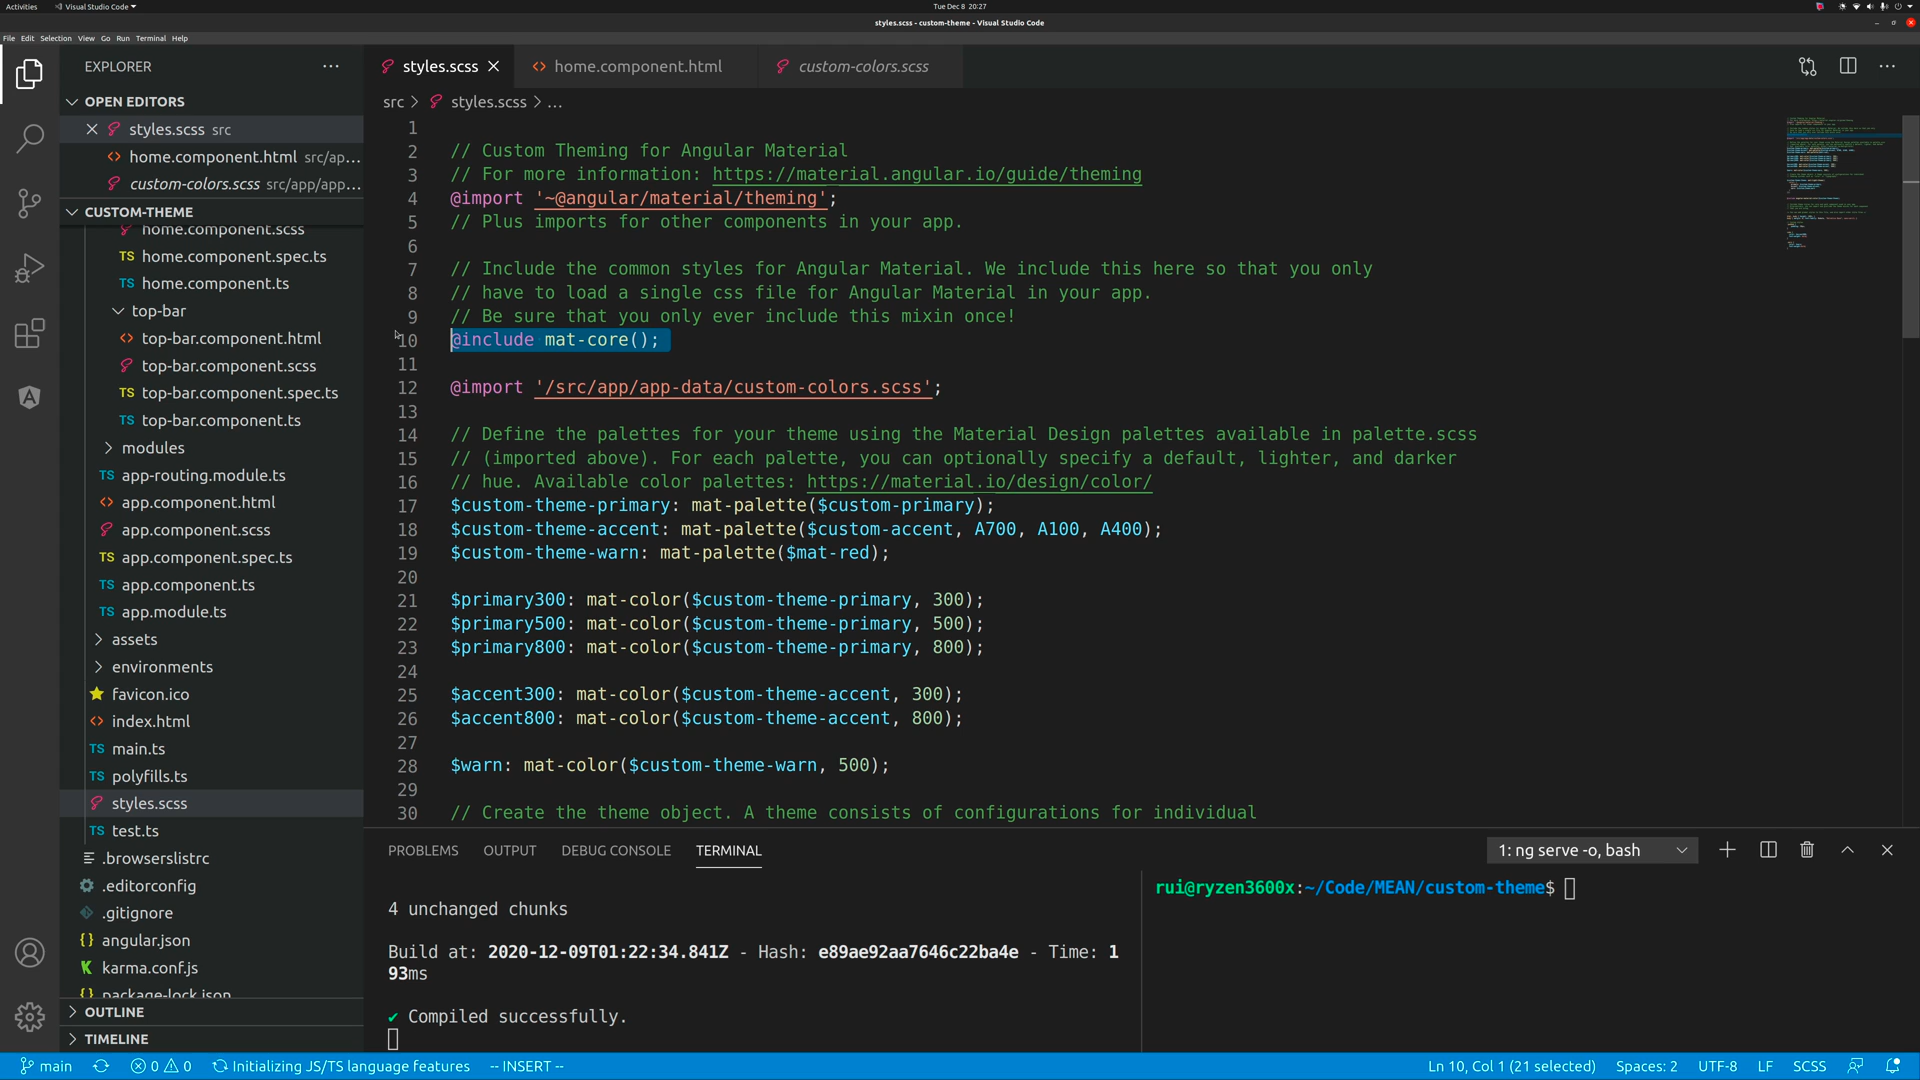 Activities
Visual Studio Code
Tue Dec 8 20:27
styles.scss - custom-theme - Visual Studio Code
File Edit Selection View Go Run Terminal Help
EXPLORER
styles.scss
home.component.html
custom-colors.scss
OPEN EDITORS
styles.scss src
home.component.html src/ap...
custom-colors.scss src/app/app...
CUSTOM-THEME
home.component.scss
home.component.spec.ts
home.component.ts
top-bar
top-bar.component.html
top-bar.component.scss
top-bar.component.spec.ts
top-bar.component.ts
modules
app-routing.module.ts
app.component.html
app.component.scss
app.component.spec.ts
app.component.ts
app.module.ts
assets
environments
favicon.ico
index.html
main.ts
polyfills.ts
styles.scss
test.ts
.browserslistrc
.editorconfig
.gitignore
angular.json
karma.conf.js
package-lock.json
OUTLINE
TIMELINE
src > styles.scss > ...
1
2 // Custom Theming for Angular Material
3 // For more information: https://material.angular.io/guide/theming
4 @import '~@angular/material/theming';
5 // Plus imports for other components in your app.
6
7 // Include the common styles for Angular Material. We include this here so that you only
8 // have to load a single css file for Angular Material in your app.
9 // Be sure that you only ever include this mixin once!
10 @include mat-core();
11
12 @import '/src/app/app-data/custom-colors.scss';
13
14 // Define the palettes for your theme using the Material Design palettes available in palette.scss
15 // (imported above). For each palette, you can optionally specify a default, lighter, and darker
16 // hue. Available color palettes: https://material.io/design/color/
17 $custom-theme-primary: mat-palette($custom-primary);
18 $custom-theme-accent: mat-palette($custom-accent, A700, A100, A400);
19 $custom-theme-warn: mat-palette($mat-red);
20
21 $primary300: mat-color($custom-theme-primary, 300);
22 $primary500: mat-color($custom-theme-primary, 500);
23 $primary800: mat-color($custom-theme-primary, 800);
24
25 $accent300: mat-color($custom-theme-accent, 300);
26 $accent800: mat-color($custom-theme-accent, 800);
27
28 $warn: mat-color($custom-theme-warn, 500);
29
30 // Create the theme object. A theme consists of configurations for individual
PROBLEMS OUTPUT DEBUG CONSOLE TERMINAL
1: ng serve -o, bash
4 unchanged chunks
Build at: 2020-12-09T01:22:34.841Z - Hash: e89ae92aa7646c22ba4e - Time: 1
93ms
✔ Compiled successfully.
rui@ryzen3600x:~/Code/MEAN/custom-theme$
main
0 0
Initializing JS/TS language features
-- INSERT --
Ln 10, Col 1 (21 selected)
Spaces: 2
UTF-8
LF
SCSS